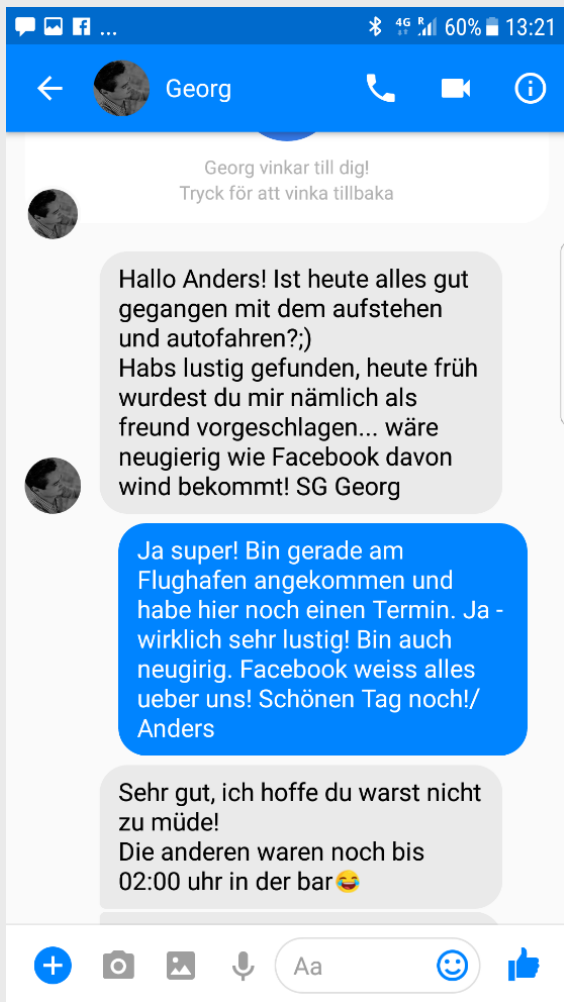 ... 4G R 60% 13:21
Georg
Georg vinkar till dig!
Tryck för att vinka tillbaka
Hallo Anders! Ist heute alles gut
gegangen mit dem aufstehen
und autofahren?;)
Habs lustig gefunden, heute früh
wurdest du mir nämlich als
freund vorgeschlagen... wäre
neugierig wie Facebook davon
wind bekommt! SG Georg
Ja super! Bin gerade am
Flughafen angekommen und
habe hier noch einen Termin. Ja -
wirklich sehr lustig! Bin auch
neugirig. Facebook weiss alles
ueber uns! Schönen Tag noch!/
Anders
Sehr gut, ich hoffe du warst nicht
zu müde!
Die anderen waren noch bis
02:00 uhr in der bar😂
Aa